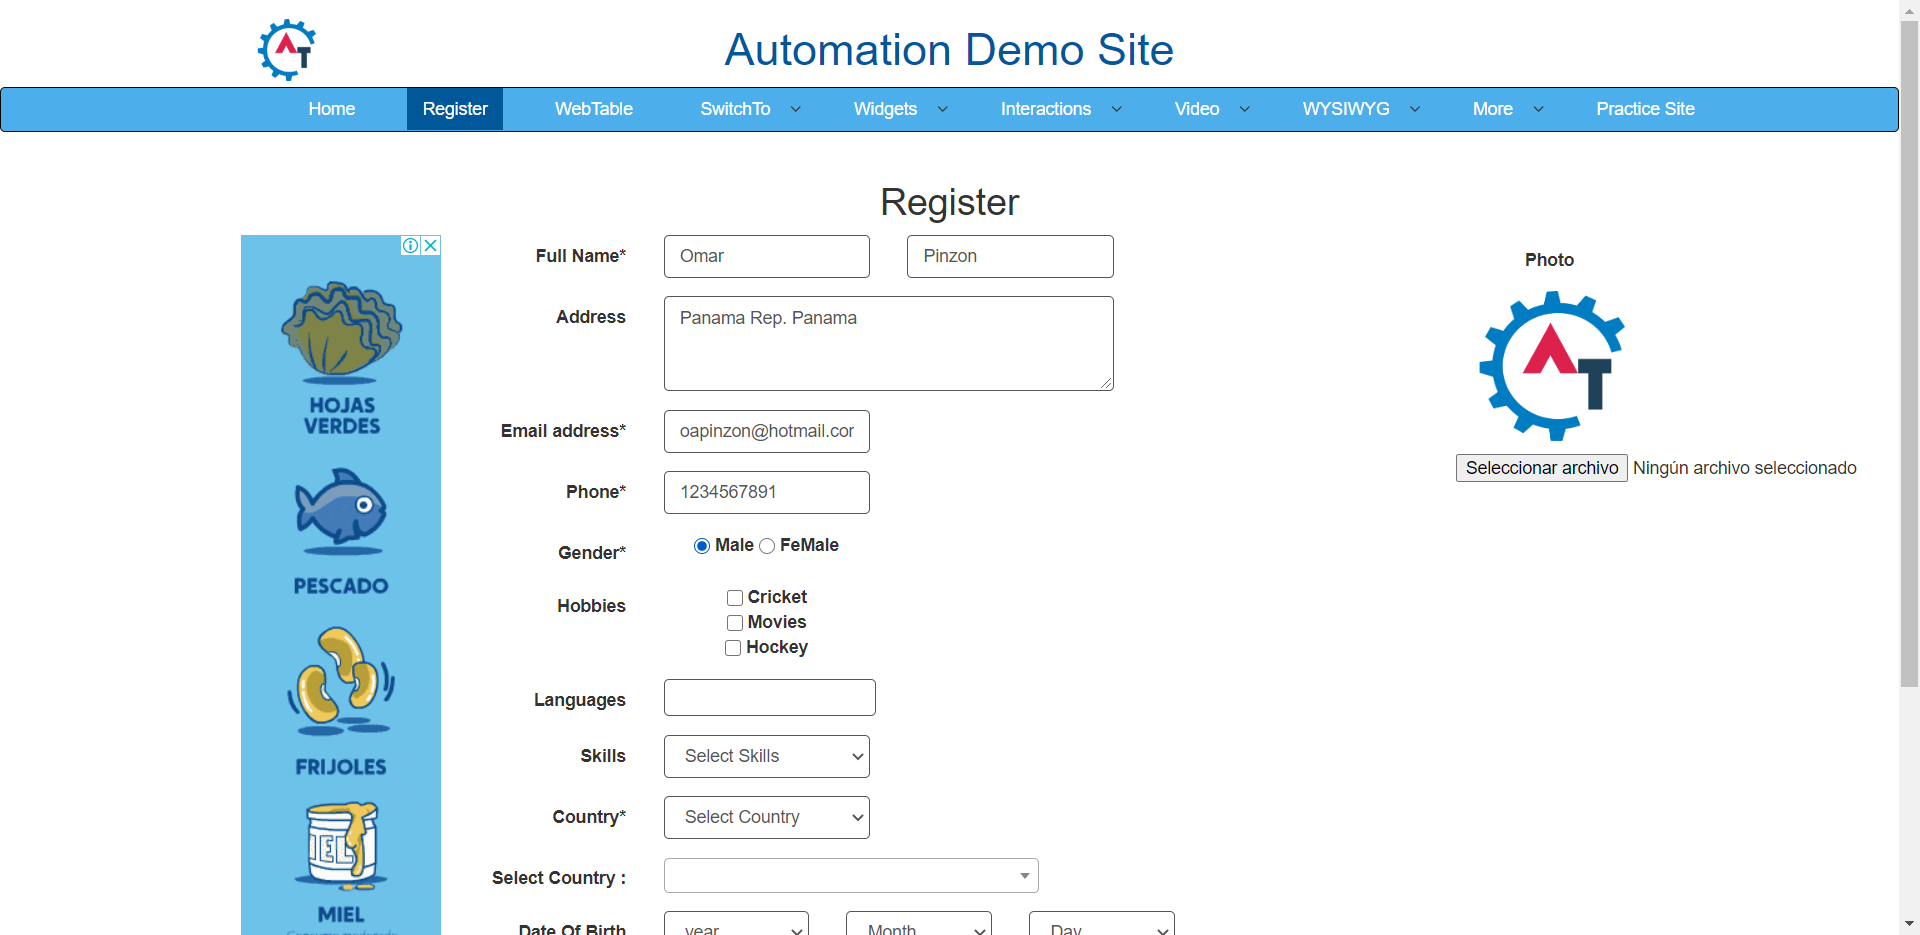 AT
Automation Demo Site
Home Register WebTable SwitchTo Widgets Interactions Video WYSIWYG More Practice Site
Register
Full Name* Omar Pinzon
Photo
Address Panama Rep. Panama
AT
HOJAS
VERDES
Email address* oapinzon@hotmail.cor
Seleccionar archivo Ningún archivo seleccionado
Phone* 1234567891
Gender* Male FeMale
PESCADO
Hobbies Cricket
Movies
Hockey
Languages
Skills Select Skills
FRIJOLES
Country* Select Country
IEL
Select Country :
MIEL
Date Of Birth year Month Day